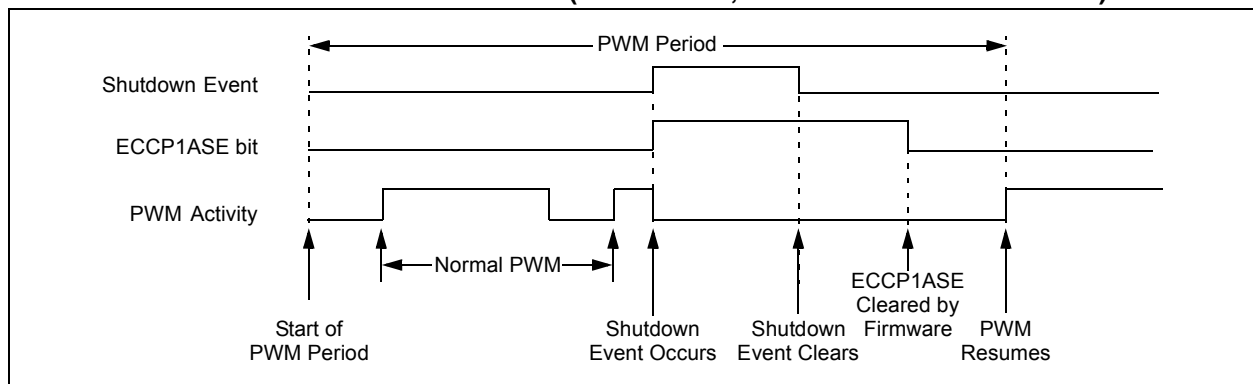 PWM Period
Shutdown Event
ECCP1ASE bit
PWM Activity
Normal PWM
Start of
PWM Period
Shutdown
Event Occurs
Shutdown
Event Clears
ECCP1ASE
Cleared by
Firmware
PWM
Resumes